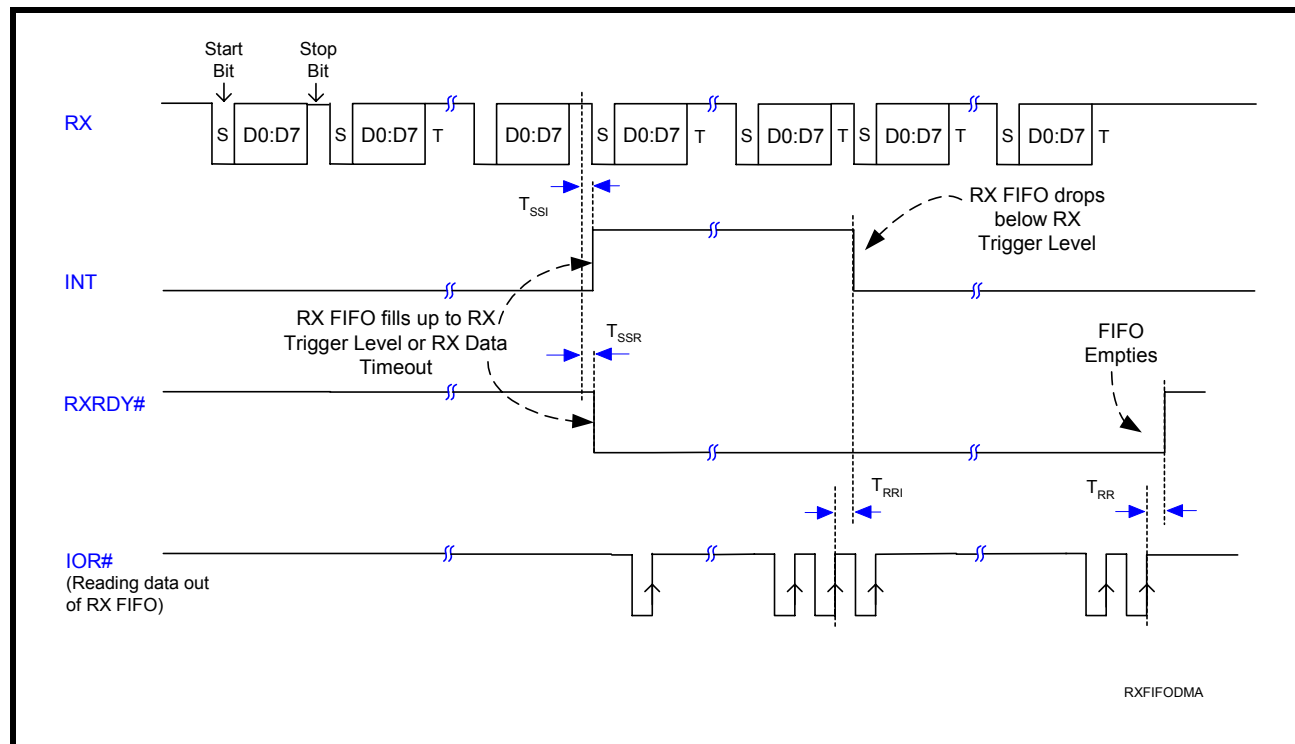 Start
Bit
Stop
Bit
RX
S
D0:D7
S
D0:D7
T
D0:D7
S
D0:D7
T
S
D0:D7
T
S
D0:D7
T
S
D0:D7
T
TSSI
RX FIFO drops
below RX
Trigger Level
INT
RX FIFO fills up to RX
Trigger Level or RX Data
Timeout
TSSR
FIFO
Empties
RXRDY#
TRRI
TRR
IOR#
(Reading data out
of RX FIFO)
RXFIFODMA